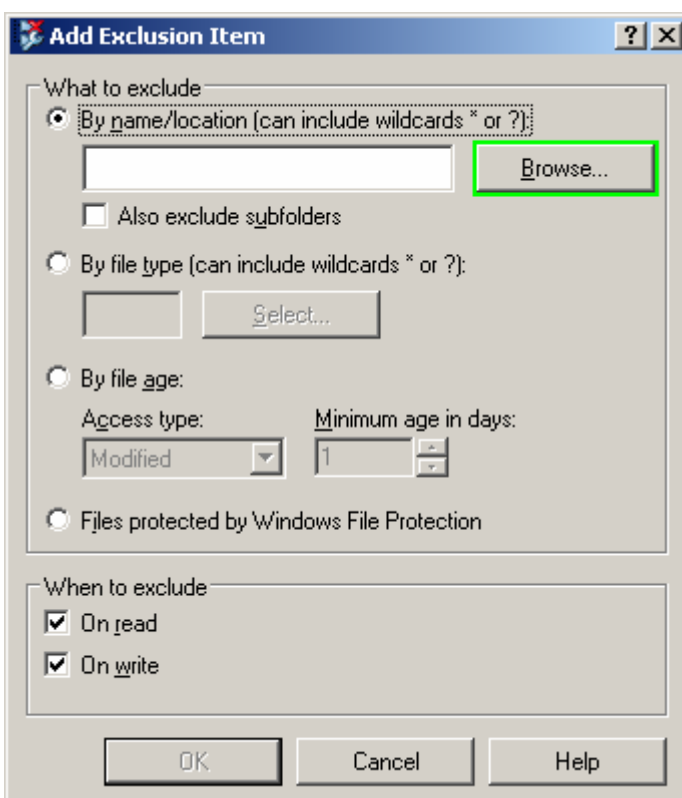 Add Exclusion Item
What to exclude
By name/location (can include wildcards * or ?):
Browse...
Also exclude subfolders
By file type (can include wildcards * or ?):
Select...
By file age:
Access type: Minimum age in days:
Modified 1
Files protected by Windows File Protection
When to exclude
On read
On write
OK Cancel Help